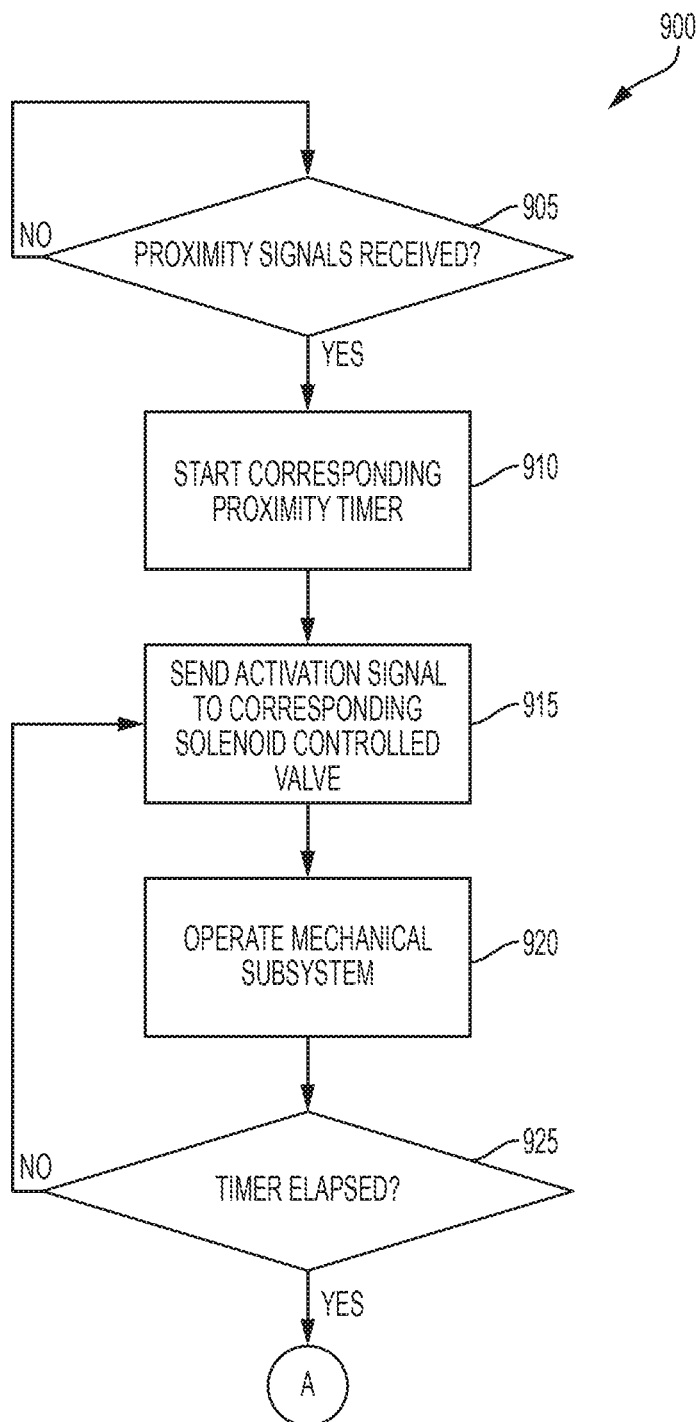 900
905
PROXIMITY SIGNALS RECEIVED?
NO
YES
START CORRESPONDING
PROXIMITY TIMER
910
SEND ACTIVATION SIGNAL
TO CORRESPONDING
SOLENOID CONTROLLED
VALVE
915
OPERATE MECHANICAL
SUBSYSTEM
920
925
TIMER ELAPSED?
NO
YES
A